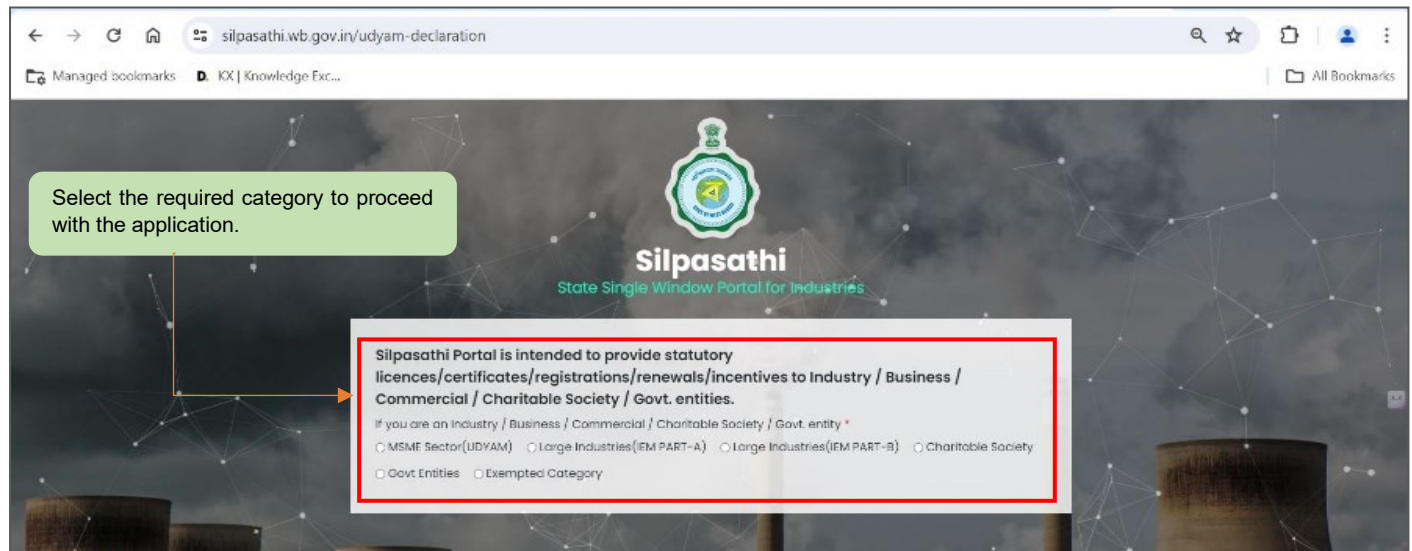 silpasathi.wb.gov.in/udyam-declaration
Managed bookmarks D. KX | Knowledge Exc... All Bookmarks
Select the required category to proceed
with the application.
Silpasathi
State Single Window Portal for Industries
Silpasathi Portal is intended to provide statutory
licences/certificates/registrations/renewals/incentives to Industry / Business /
Commercial / Charitable Society / Govt. entities.
If you are an Industry / Business / Commercial / Charitable Society / Govt. entity *
MSME Sector(UDYAM) Large Industries(IEM PART-A) Large Industries(IEM PART-B) Charitable Society
Govt Entities Exempted Category